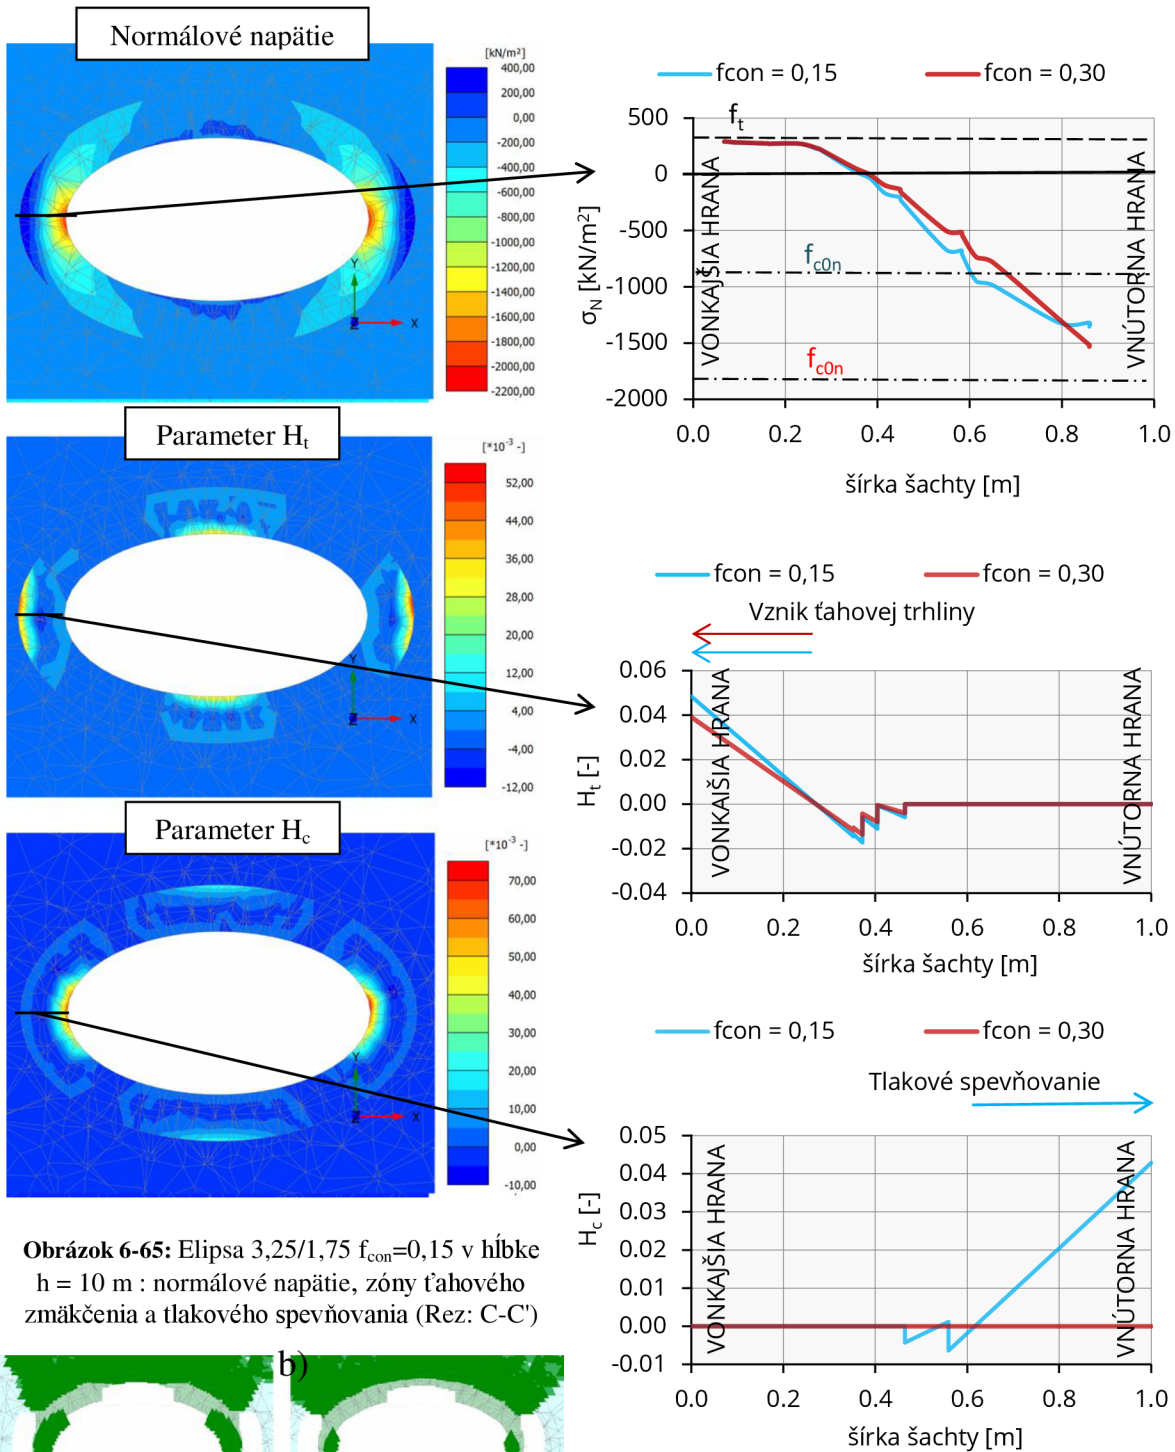 Normálové napätie
[kN/m²]
400,00
200,00
0,00
-200,00
-400,00
-600,00
-800,00
-1000,00
-1200,00
-1400,00
-1600,00
-1800,00
-2000,00
-2200,00
Y
Z
X
fcon = 0,15 fcon = 0,30
500
0
-500
-1000
-1500
-2000
σN [kN/m²]
ft
fc0n
fc0n
VONKAJŠIA HRANA
VNÚTORNA HRANA
0.0 0.2 0.4 0.6 0.8 1.0
šírka šachty [m]
Parameter Ht
[*10⁻³ -]
52,00
44,00
36,00
28,00
20,00
12,00
4,00
-4,00
-12,00
Y
Z
X
fcon = 0,15 fcon = 0,30
Vznik ťahovej trhliny
0.06
0.04
0.02
0.00
-0.02
-0.04
Ht [-]
VONKAJŠIA HRANA
VNÚTORNA HRANA
0.0 0.2 0.4 0.6 0.8 1.0
šírka šachty [m]
Parameter Hc
[*10⁻³ -]
70,00
60,00
50,00
40,00
30,00
20,00
10,00
0,00
-10,00
Y
Z
X
fcon = 0,15 fcon = 0,30
Tlakové spevňovanie
0.05
0.04
0.03
0.02
0.01
0.00
-0.01
Hc [-]
VONKAJŠIA HRANA
VNÚTORNA HRANA
0.0 0.2 0.4 0.6 0.8 1.0
šírka šachty [m]
Obrázok 6-65: Elipsa 3,25/1,75 fcon=0,15 v hĺbke
h = 10 m : normálové napätie, zóny ťahového
zmäkčenia a tlakového spevňovania (Rez: C-C')
b)